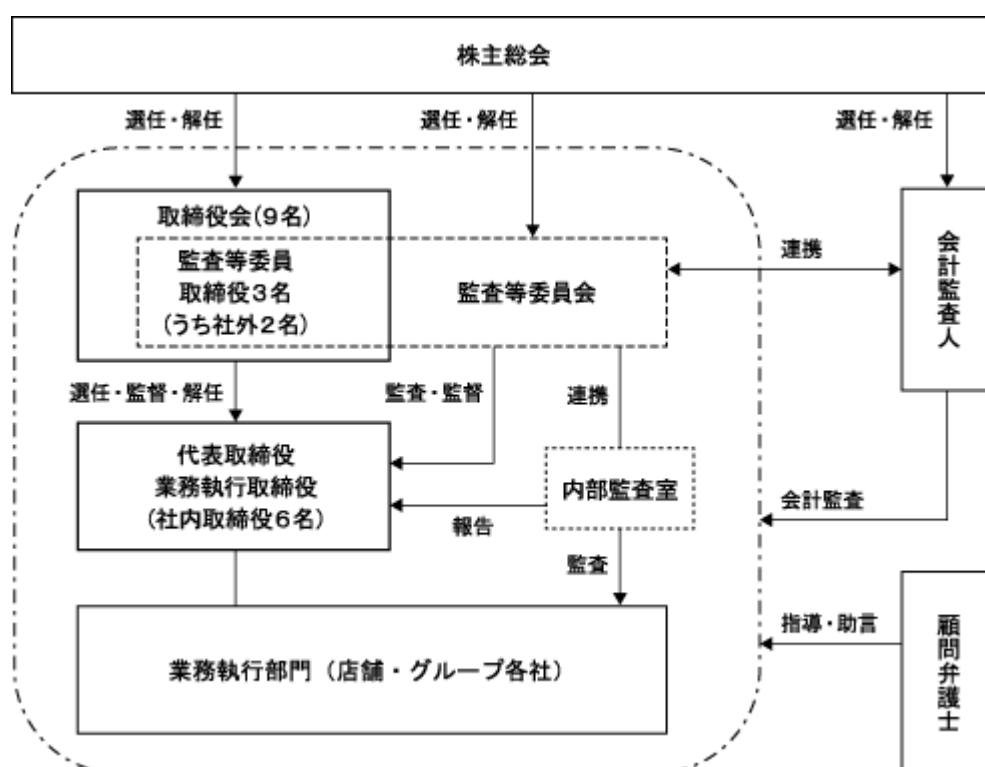 株主総会
選任・解任
選任・解任
選任・解任
取締役会(9名)
監査等委員
取締役3名
(うち社外2名)
監査等委員会
連携
会計監査人
選任・監督・解任
監査・監督
連携
代表取締役
業務執行取締役
(社内取締役6名)
内部監査室
報告
会計監査
監査
業務執行部門(店舗・グループ各社)
指導・助言
顧問弁護士